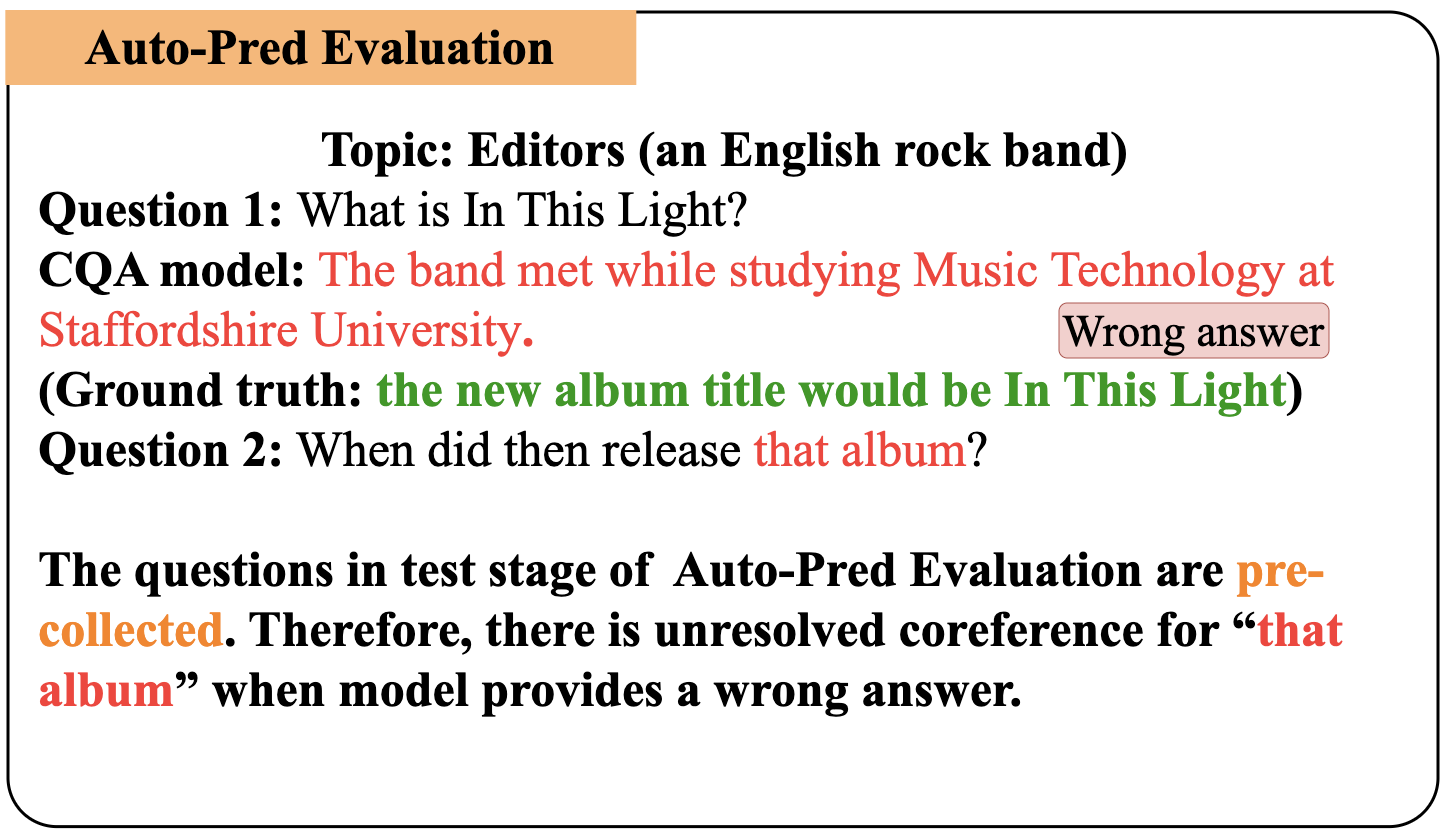 Auto-Pred Evaluation
Topic: Editors (an English rock band)
Question 1: What is In This Light?
CQA model: The band met while studying Music Technology at
Staffordshire University.
Wrong answer
(Ground truth: the new album title would be In This Light)
Question 2: When did then release that album?
The questions in test stage of Auto-Pred Evaluation are pre-
collected. Therefore, there is unresolved coreference for “that
album” when model provides a wrong answer.